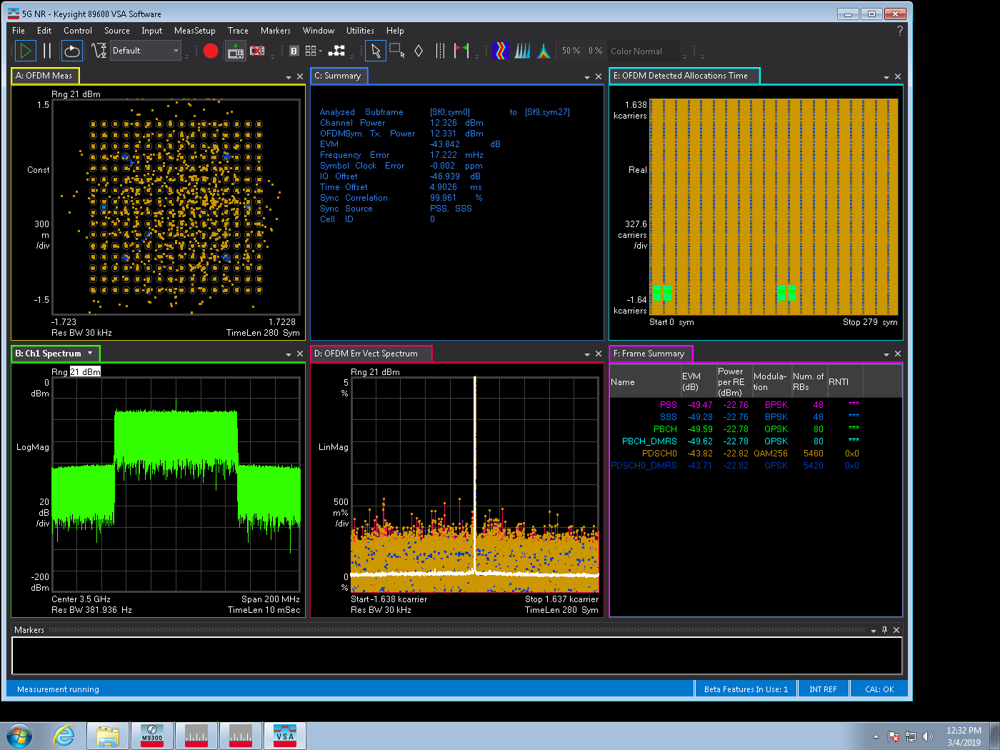 5G NR - Keysight 89600 VSA Software
File Edit Control Source Input MeasSetup Trace Markers Window Utilities Help
?
Default B 50 % 0 % Color Normal
A: OFDM Meas
Rng 21 dBm
1.5
Const
300
m
/div
-1.5
-1.723 1.7228
Res BW 30 kHz TimeLen 280 Sym
C: Summary
Analyzed Subframe [Sf0,sym0] to [Sf9,sym27]
Channel Power 12.326 dBm
OFDMSym. Tx. Power 12.331 dBm
EVM -43.842 dB
Frequency Error 17.222 mHz
Symbol Clock Error -0.002 ppm
IQ Offset -46.939 dB
Time Offset 4.9026 ms
Sync Correlation 99.961 %
Sync Source PSS, SSS
Cell ID 0
E: OFDM Detected Allocations Time
1.638
kcarriers
Real
327.6
carriers
/div
-1.64
kcarriers
Start 0 sym Stop 279 sym
B: Ch1 Spectrum
Rng 21 dBm
0
dBm
LogMag
20
dB
/div
-200
dBm
Center 3.5 GHz Span 200 MHz
Res BW 381.936 Hz TimeLen 10 mSec
D: OFDM Err Vect Spectrum
Rng 21 dBm
5
%
LinMag
500
m%
/div
0
%
Start -1.638 kcarrier Stop 1.637 kcarrier
Res BW 30 kHz TimeLen 280 Sym
F: Frame Summary
Name EVM (dB) Power per RE (dBm) Modula-tion Num. of RBs RNTI
PSS -49.47 -22.76 BPSK 48 ***
SSS -49.28 -22.76 BPSK 48 ***
PBCH -49.59 -22.78 QPSK 80 ***
PBCH_DMRS -49.62 -22.78 QPSK 80 ***
PDSCH0 -43.82 -22.82 QAM256 5460 0x0
PDSCH0_DMRS -43.71 -22.82 QPSK 5420 0x0
Markers
Measurement running Beta Features In Use: 1 INT REF CAL: OK
M9300
VSA
12:32 PM
3/4/2019